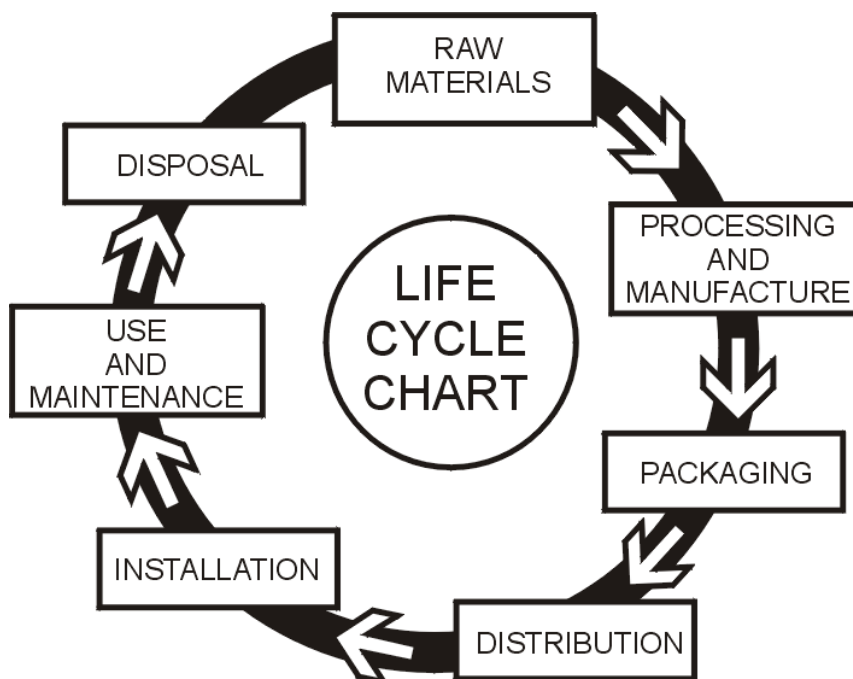 RAW
MATERIALS
PROCESSING
AND
MANUFACTURE
PACKAGING
DISTRIBUTION
INSTALLATION
USE
AND
MAINTENANCE
DISPOSAL
LIFE
CYCLE
CHART